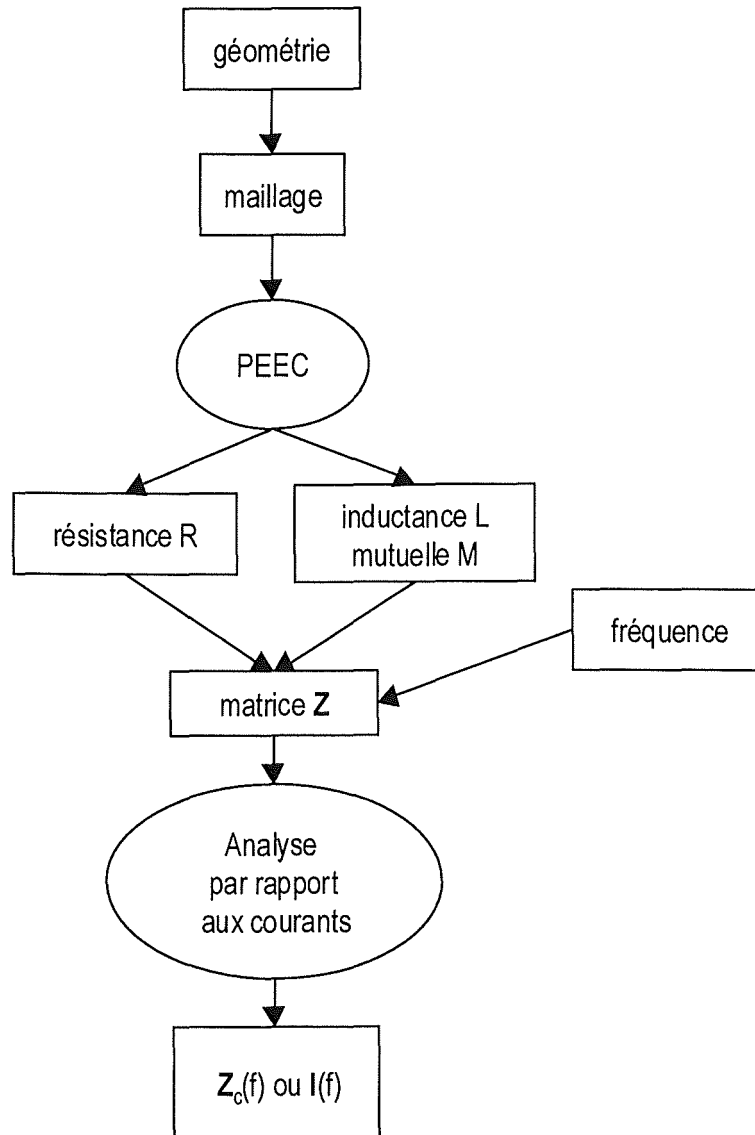 géométrie
maillage
PEEC
résistance R
inductance L
mutuelle M
fréquence
matrice Z
Analyse
par rapport
aux courants
Zc(f) ou I(f)